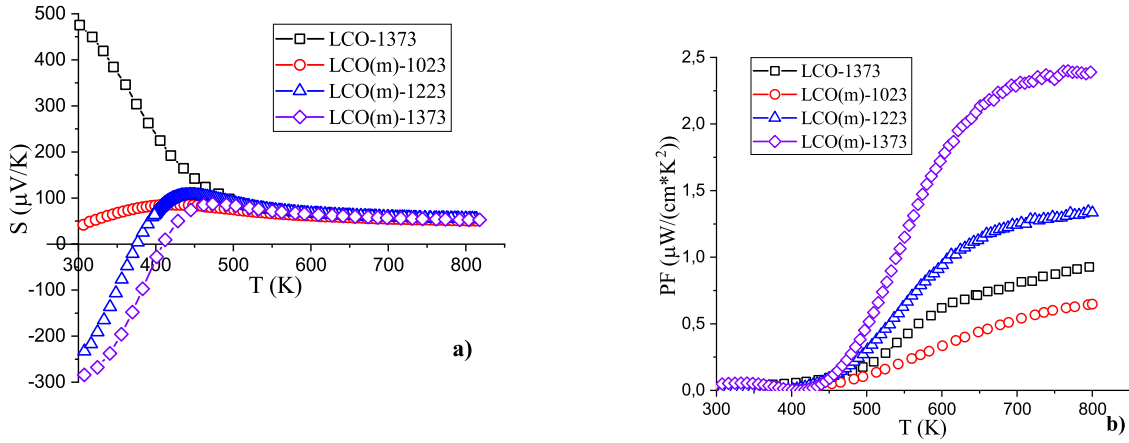 500
400
300
200
100
0
-100
-200
-300
S (µV/K)
300 400 500 600 700 800
T (K)
LCO-1373
LCO(m)-1023
LCO(m)-1223
LCO(m)-1373
a)
2,5
2,0
1,5
1,0
0,5
0,0
PF (µW/(cm*K²)
300 400 500 600 700 800
T (K)
LCO-1373
LCO(m)-1023
LCO(m)-1223
LCO(m)-1373
b)